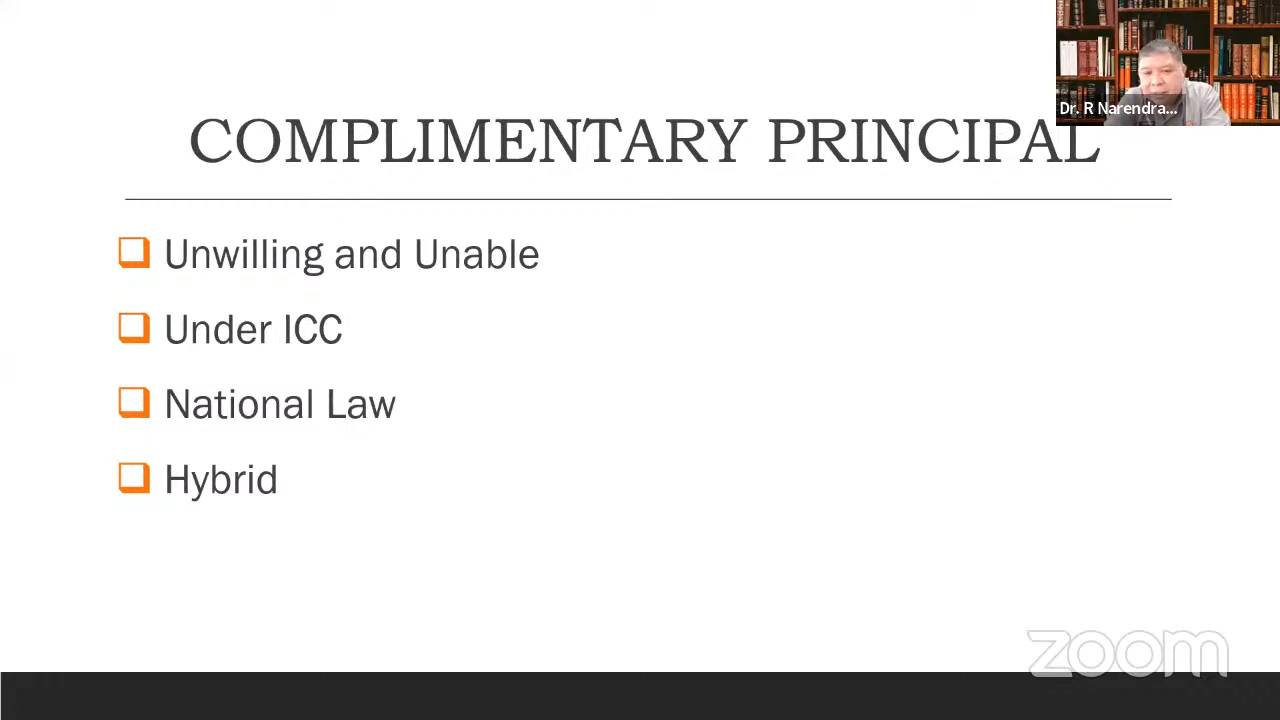 Dr. R Narendra...
COMPLIMENTARY PRINCIPAL
Unwilling and Unable
Under ICC
National Law
Hybrid
zoom